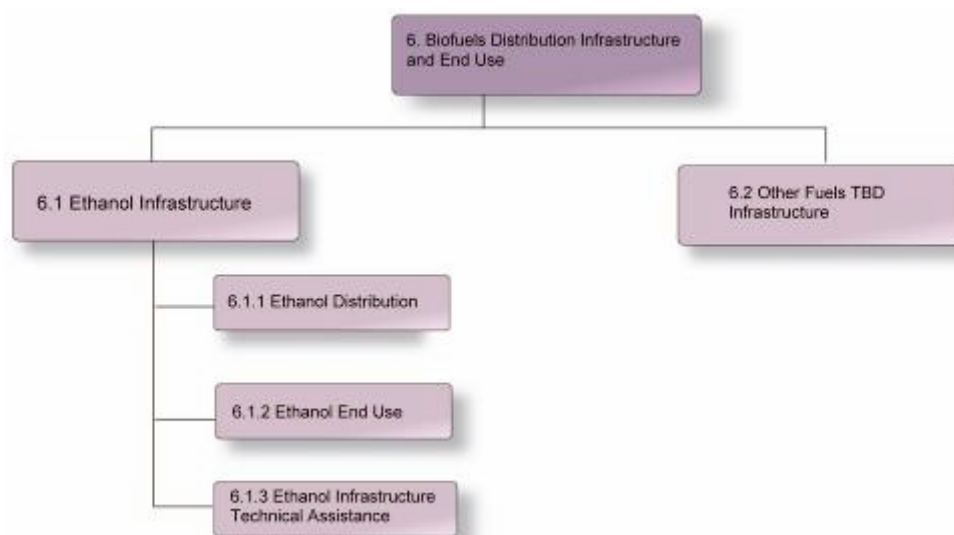 6. Biofuels Distribution Infrastructure
and End Use
6.1 Ethanol Infrastructure
6.2 Other Fuels TBD
Infrastructure
6.1.1 Ethanol Distribution
6.1.2 Ethanol End Use
6.1.3 Ethanol Infrastructure
Technical Assistance